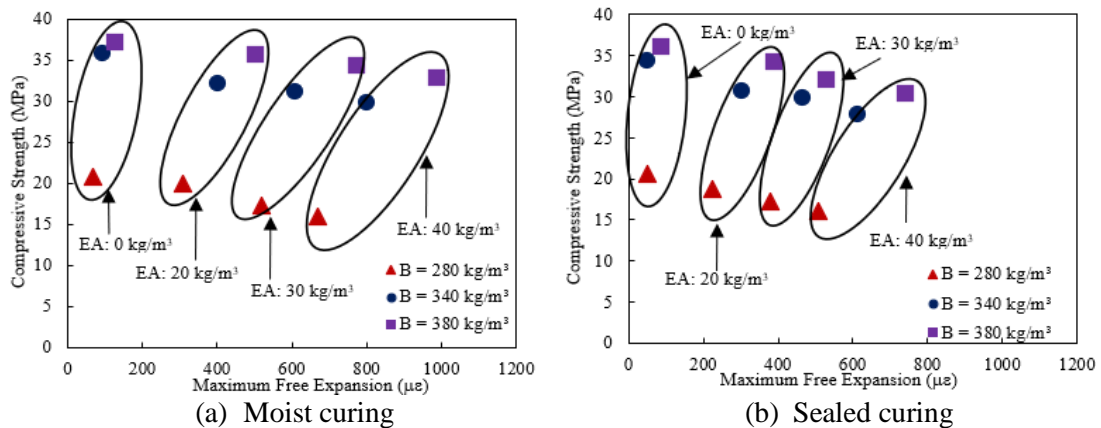 40
35
30
25
20
15
10
5
0
Compressive Strength (MPa)
EA: 0 kg/m³
EA: 20 kg/m³
EA: 30 kg/m³
EA: 40 kg/m³
B = 280 kg/m³
B = 340 kg/m³
B = 380 kg/m³
0 200 400 600 800 1000 1200
Maximum Free Expansion (με)
(a) Moist curing
40
35
30
25
20
15
10
5
0
Compressive Strength (MPa)
EA: 0 kg/m³
EA: 30 kg/m³
EA: 40 kg/m³
EA: 20 kg/m³
B = 280 kg/m³
B = 340 kg/m³
B = 380 kg/m³
0 200 400 600 800 1000 1200
Maximum Free Expansion (με)
(b) Sealed curing